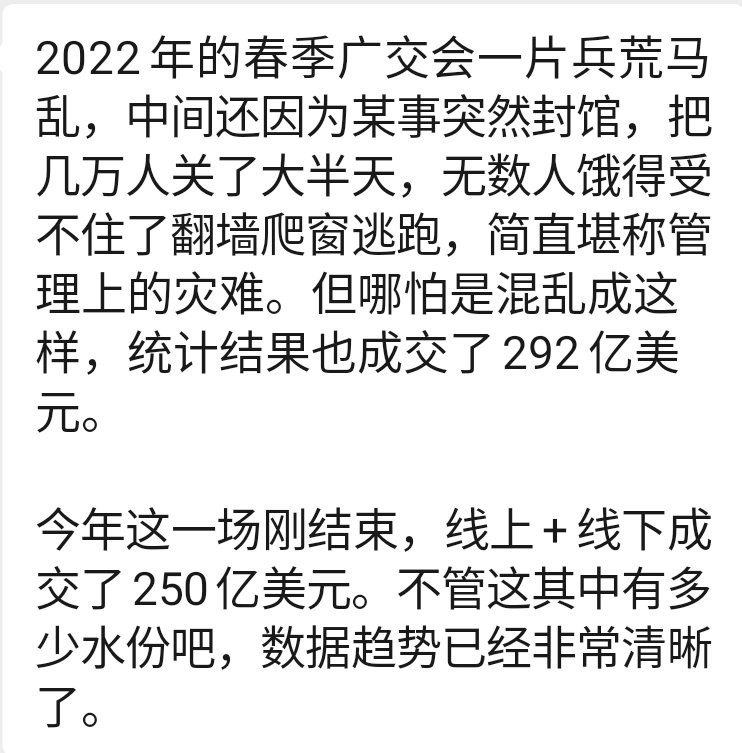 2022 年的春季广交会一片兵荒马
乱，中间还因为某事突然封馆，把
几万人关了大半天，无数人饿得受
不住了翻墙爬窗逃跑，简直堪称管
理上的灾难。但哪怕是混乱成这
样，统计结果也成交了 292 亿美
元。

今年这一场刚结束，线上 + 线下成
交了 250 亿美元。不管这其中有多
少水份吧，数据趋势已经非常清晰
了。